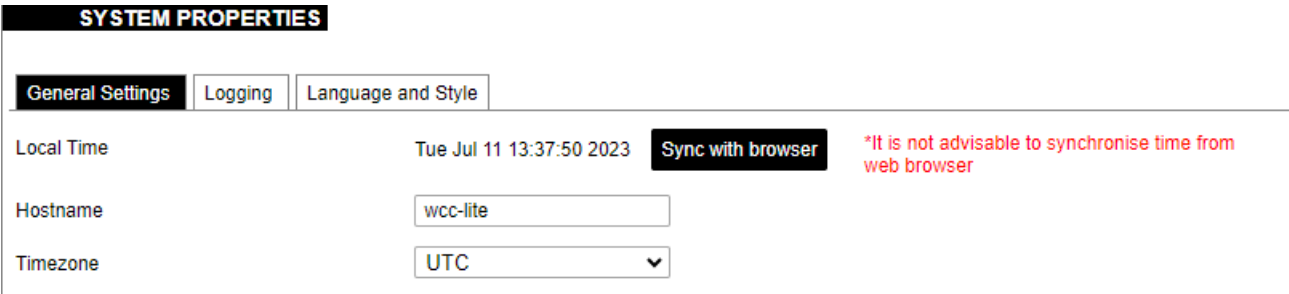 SYSTEM PROPERTIES
General Settings Logging Language and Style
Local Time Tue Jul 11 13:37:50 2023 Sync with browser *It is not advisable to synchronise time from
web browser
Hostname wcc-lite
Timezone UTC